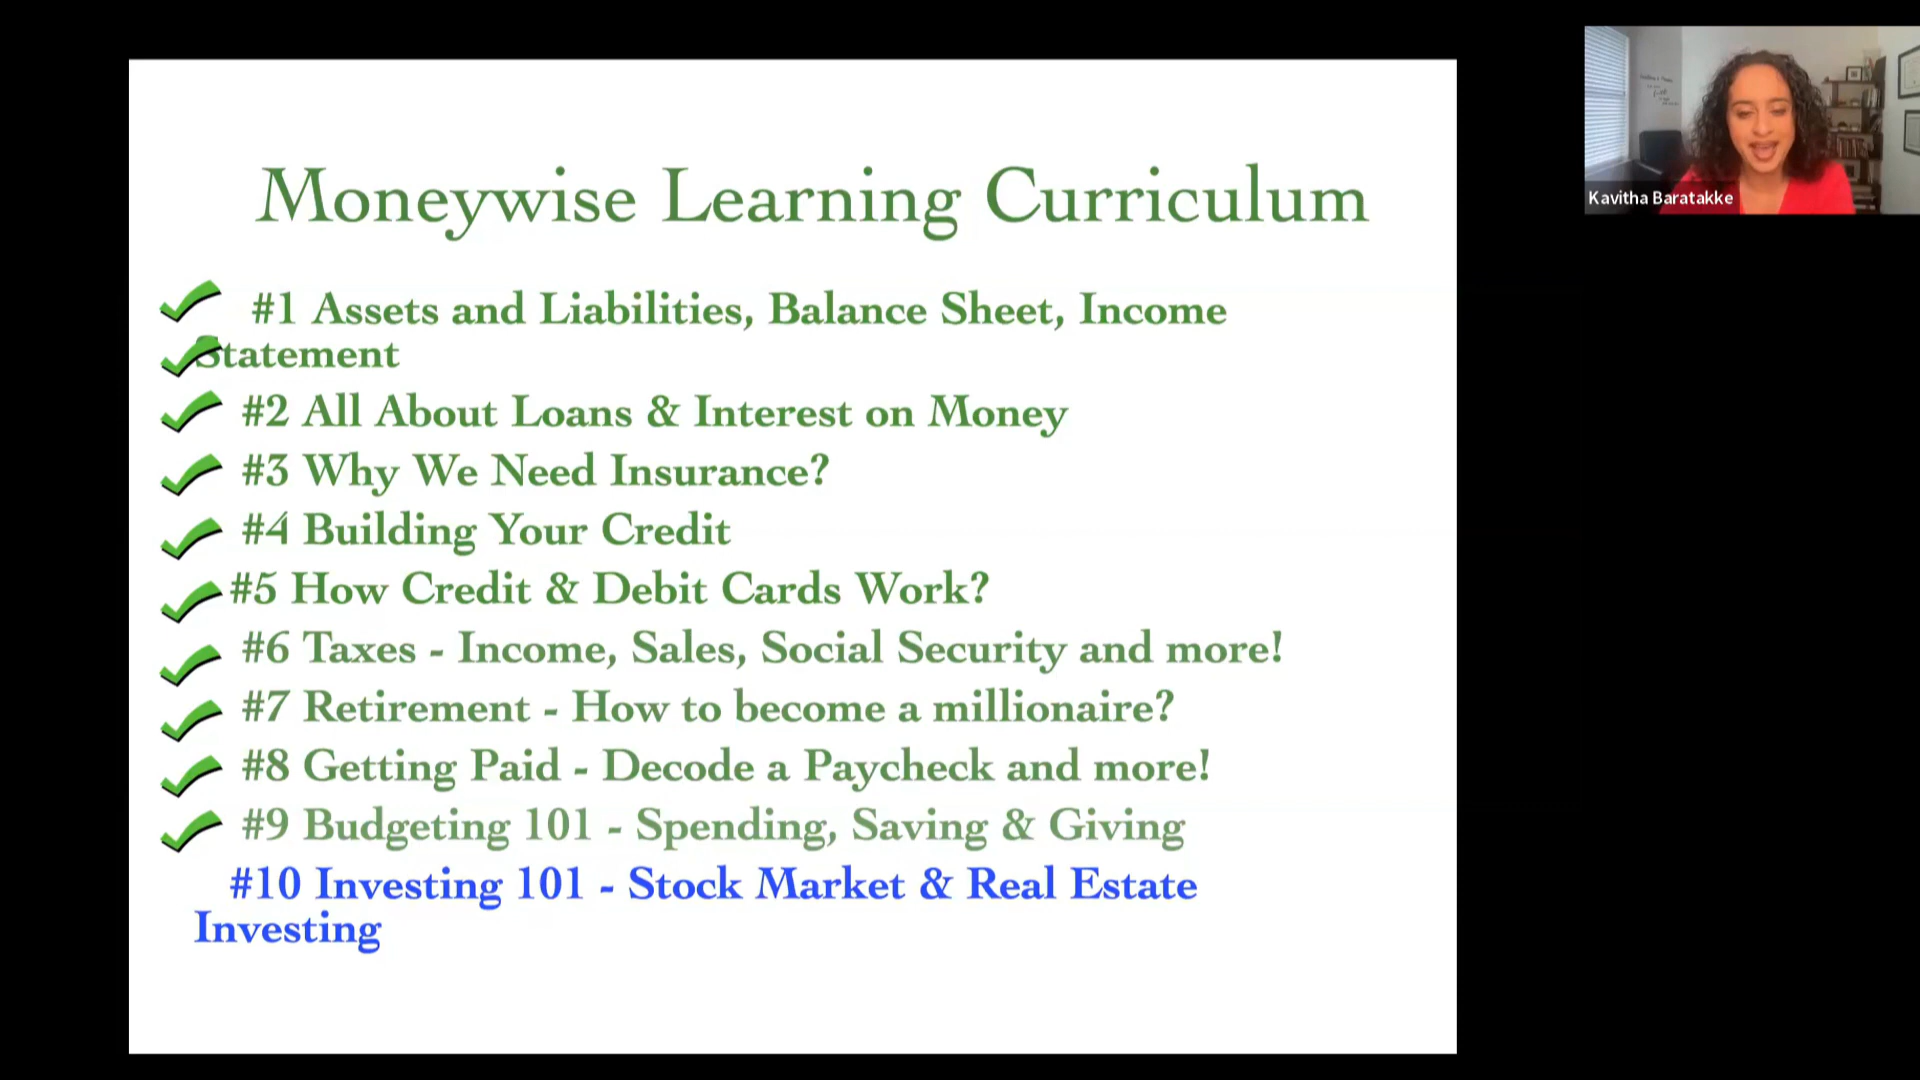 Moneywise Learning Curriculum
#1 Assets and Liabilities, Balance Sheet, Income
Statement
#2 All About Loans & Interest on Money
#3 Why We Need Insurance?
#4 Building Your Credit
#5 How Credit & Debit Cards Work?
#6 Taxes - Income, Sales, Social Security and more!
#7 Retirement - How to become a millionaire?
#8 Getting Paid - Decode a Paycheck and more!
#9 Budgeting 101 - Spending, Saving & Giving
#10 Investing 101 - Stock Market & Real Estate
Investing
Kavitha Baratakke